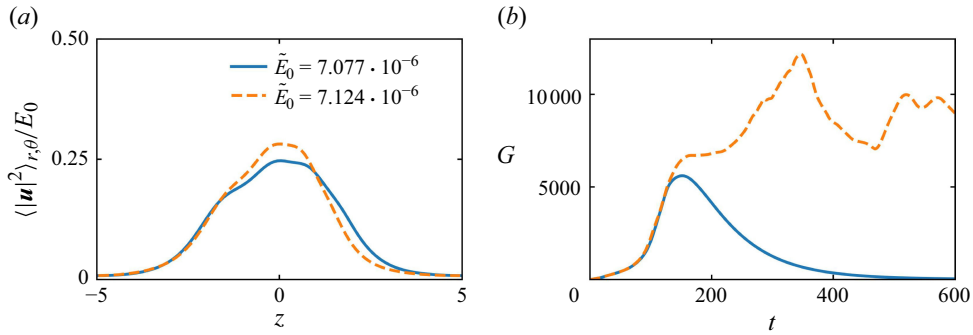 (a)
(b)
0.50
0.25
0
⟨|u|²⟩r,θ/E₀
Ẽ₀ = 7.077 · 10⁻⁶
Ẽ₀ = 7.124 · 10⁻⁶
−5
0
5
z
10 000
5000
0
G
200
400
600
t